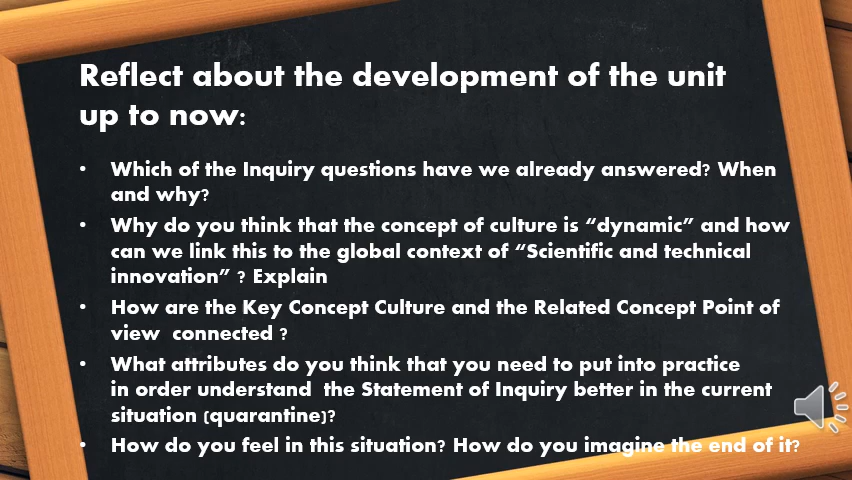 Reflect about the development of the unit
up to now:
• Which of the Inquiry questions have we already answered? When
and why?
• Why do you think that the concept of culture is “dynamic” and how
can we link this to the global context of “Scientific and technical
innovation” ? Explain
• How are the Key Concept Culture and the Related Concept Point of
view connected ?
• What attributes do you think that you need to put into practice
in order understand the Statement of Inquiry better in the current
situation (quarantine)?
• How do you feel in this situation? How do you imagine the end of it?